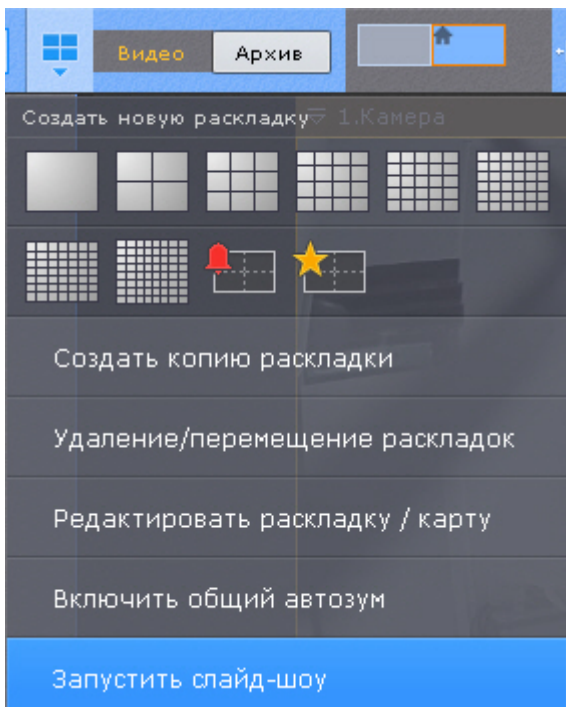 Видео Архив
Создать новую раскладку 1.Камера
Создать копию раскладки
Удаление/перемещение раскладок
Редактировать раскладку / карту
Включить общий автозум
Запустить слайд-шоу